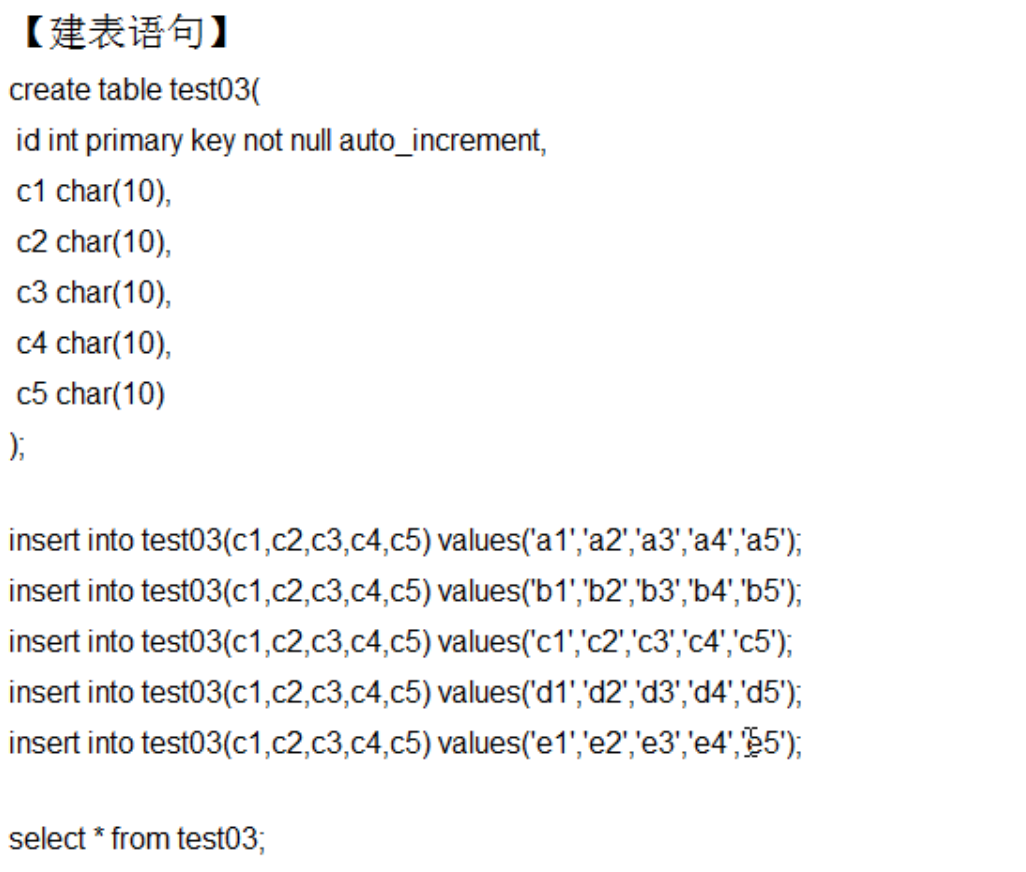 【建表语句】
create table test03(
id int primary key not null auto_increment,
c1 char(10),
c2 char(10),
c3 char(10),
c4 char(10),
c5 char(10)
);
insert into test03(c1,c2,c3,c4,c5) values('a1','a2','a3','a4','a5');
insert into test03(c1,c2,c3,c4,c5) values('b1','b2','b3','b4','b5');
insert into test03(c1,c2,c3,c4,c5) values('c1','c2','c3','c4','c5');
insert into test03(c1,c2,c3,c4,c5) values('d1','d2','d3','d4','d5');
insert into test03(c1,c2,c3,c4,c5) values('e1','e2','e3','e4','e5');
select * from test03;